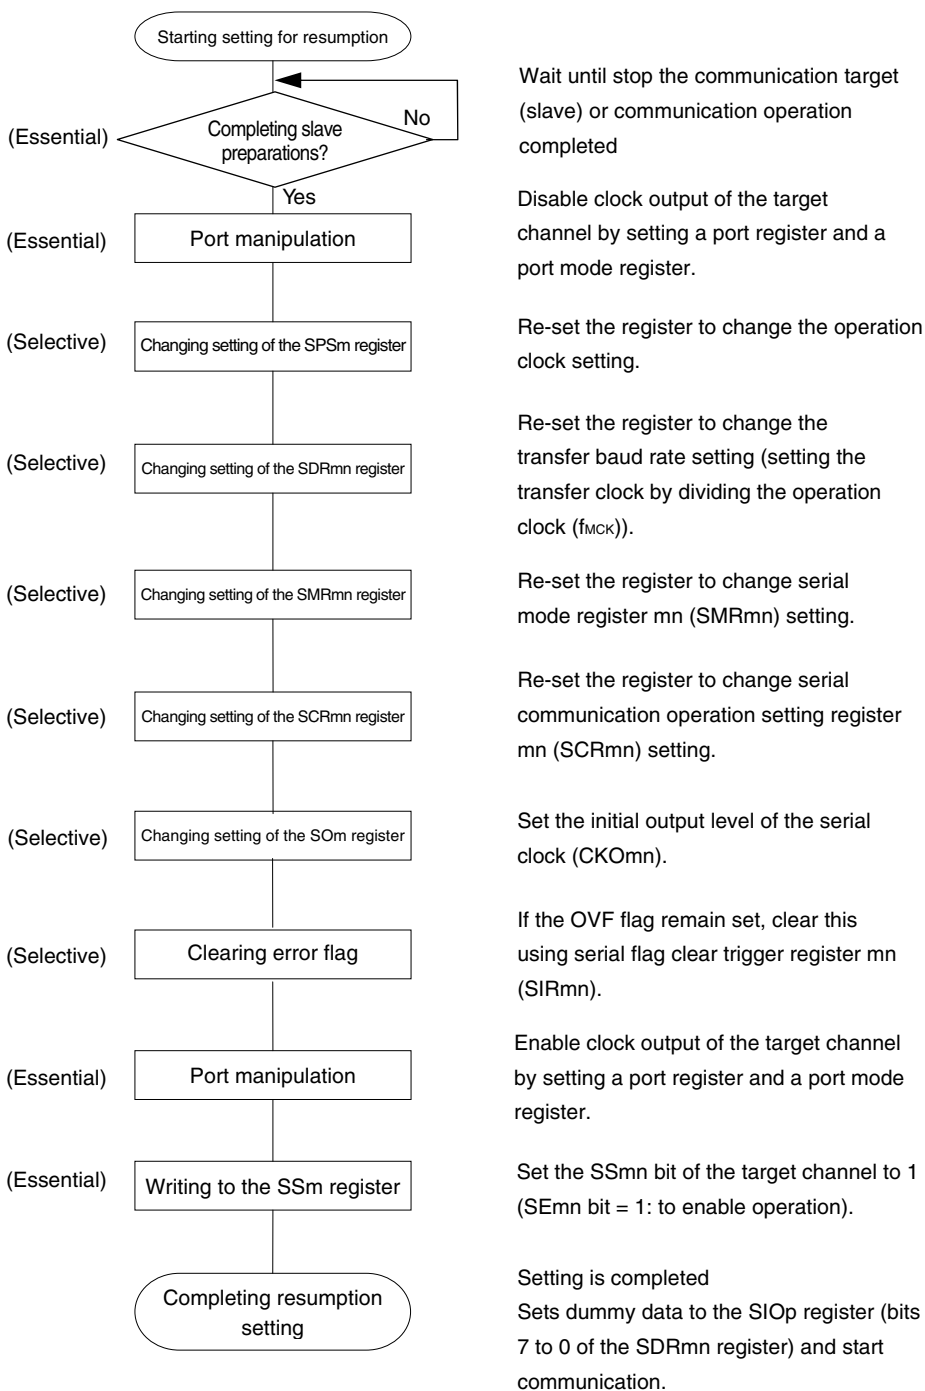 Starting setting for resumption
Wait until stop the communication target
(slave) or communication operation
completed
(Essential)
Completing slave
preparations?
No
Yes
(Essential)
Port manipulation
Disable clock output of the target
channel by setting a port register and a
port mode register.
(Selective)
Changing setting of the SPSm register
Re-set the register to change the operation
clock setting.
(Selective)
Changing setting of the SDRmn register
Re-set the register to change the
transfer baud rate setting (setting the
transfer clock by dividing the operation
clock (fMCK)).
(Selective)
Changing setting of the SMRmn register
Re-set the register to change serial
mode register mn (SMRmn) setting.
(Selective)
Changing setting of the SCRmn register
Re-set the register to change serial
communication operation setting register
mn (SCRmn) setting.
(Selective)
Changing setting of the SOm register
Set the initial output level of the serial
clock (CKOmn).
(Selective)
Clearing error flag
If the OVF flag remain set, clear this
using serial flag clear trigger register mn
(SIRmn).
(Essential)
Port manipulation
Enable clock output of the target channel
by setting a port register and a port mode
register.
(Essential)
Writing to the SSm register
Set the SSmn bit of the target channel to 1
(SEmn bit = 1: to enable operation).
Completing resumption
setting
Setting is completed
Sets dummy data to the SIOp register (bits
7 to 0 of the SDRmn register) and start
communication.